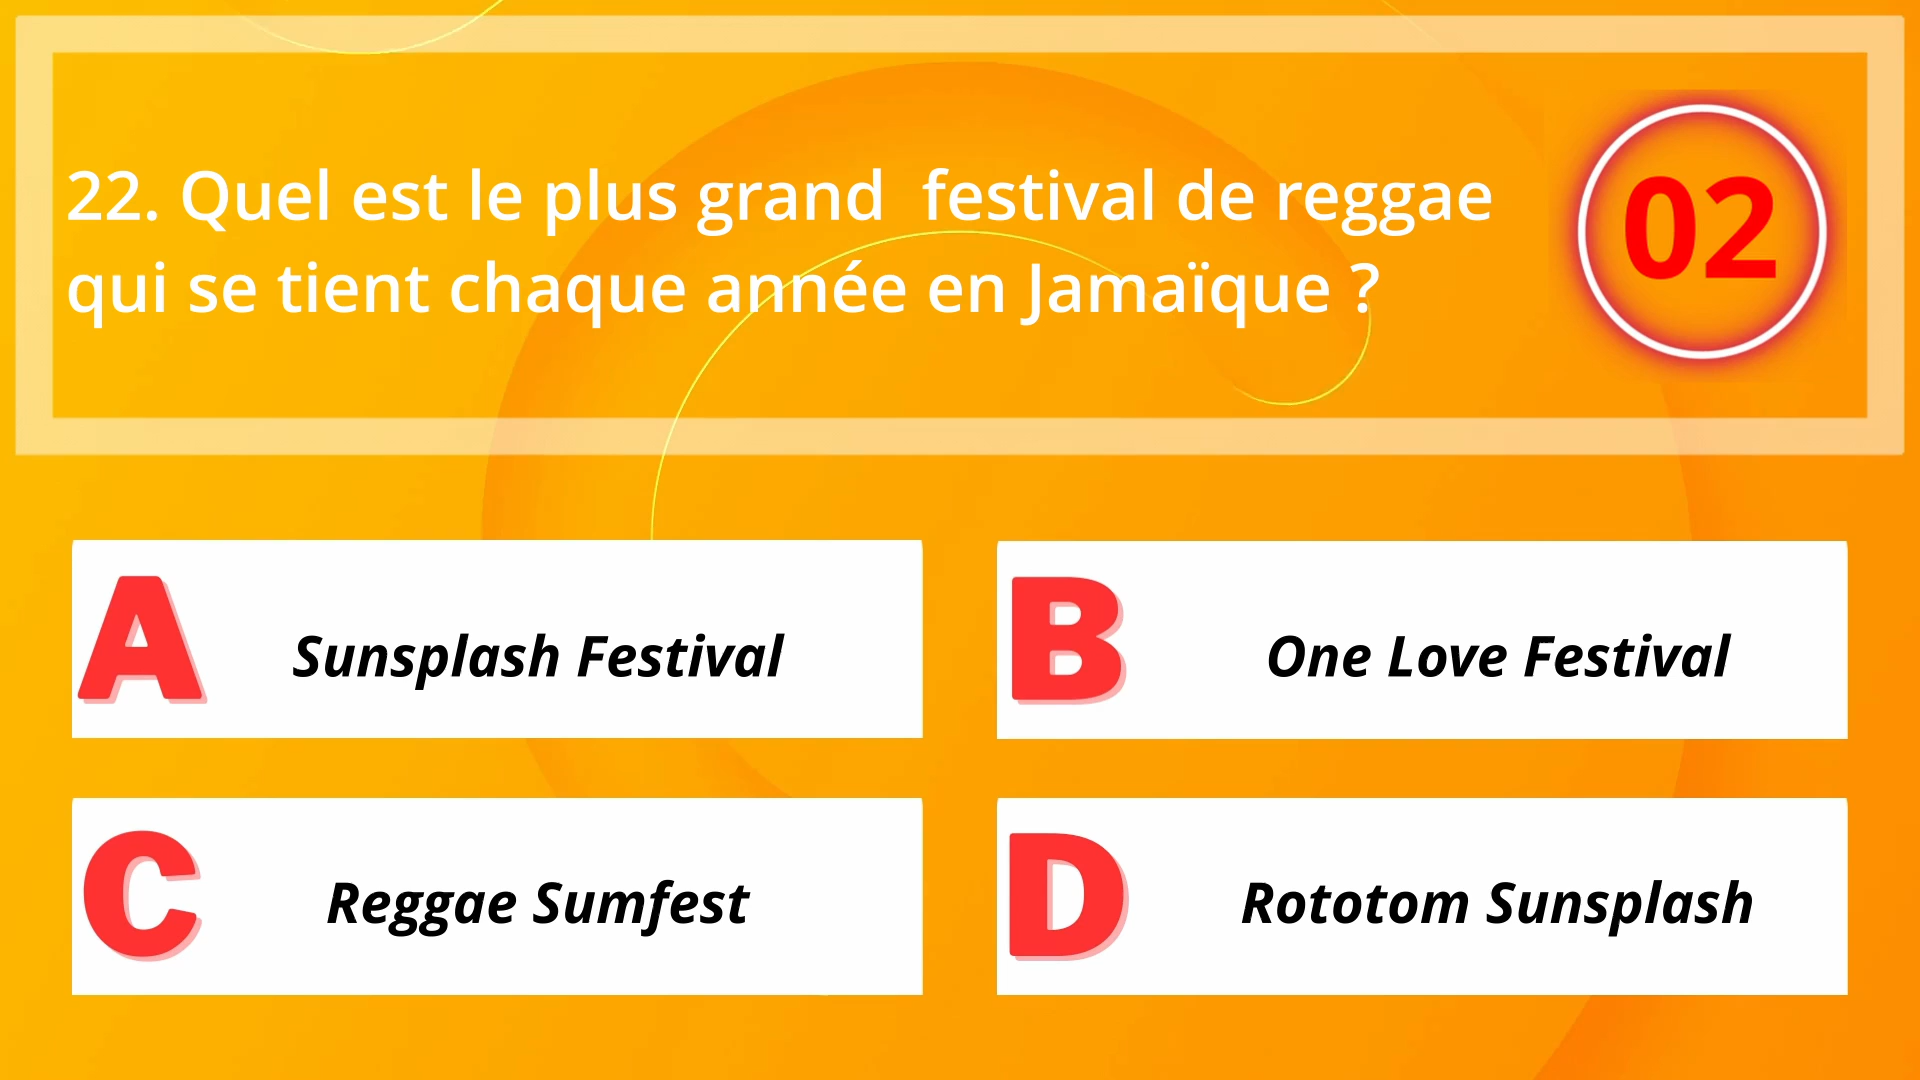 22. Quel est le plus grand  festival de reggae
qui se tient chaque année en Jamaïque ?
02
A
Sunsplash Festival
B
One Love Festival
C
Reggae Sumfest
D
Rototom Sunsplash